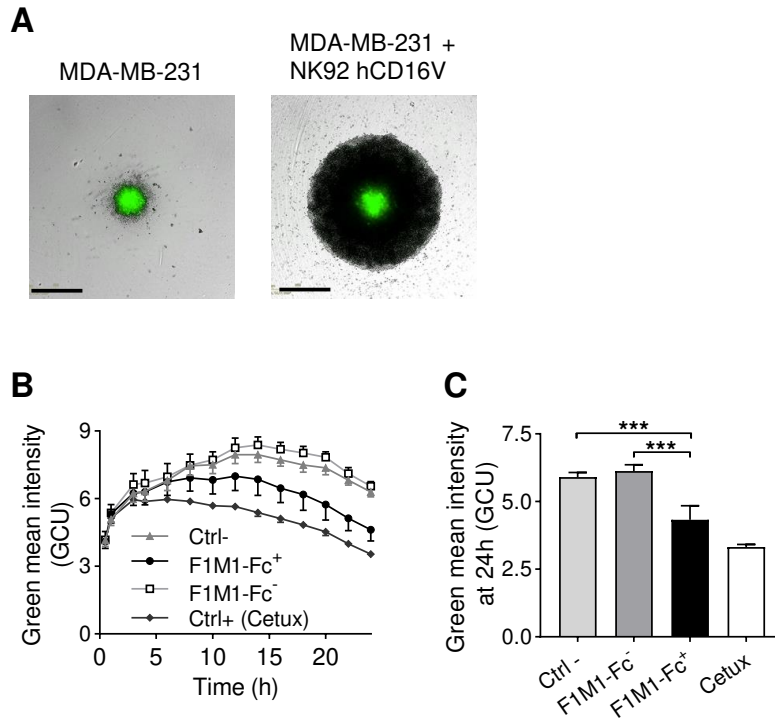 A
MDA-MB-231
MDA-MB-231 +
NK92 hCD16V
B
Green mean intensity
(GCU)
9
6
3
0
0
5
10
15
20
Time (h)
Ctrl-
F1M1-Fc⁺
F1M1-Fc⁻
Ctrl+ (Cetux)
C
Green mean intensity
at 24h (GCU)
7.5
5.0
2.5
0.0
***
***
Ctrl -
F1M1-Fc⁻
F1M1-Fc⁺
Cetux